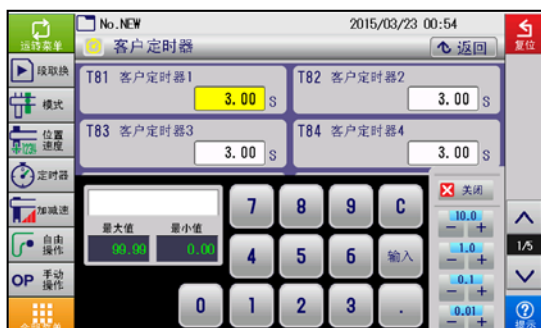 运转菜单
No.NEW
2015/03/23 00:54
复位
客户定时器
返回
段取换
模式
位置
速度
定时器
加减速
自由
操作
OP 手动
操作
T81 客户定时器1
3.00 S
T82 客户定时器2
3.00 S
T83 客户定时器3
3.00 S
T84 客户定时器4
3.00 S
关闭
最大值 最小值
99.99 0.00
7 8 9 C
4 5 6 输入
0 1 2 3 .
10.0
- +
1.0
- +
0.1
- +
0.01
- +
1/5
?
提示